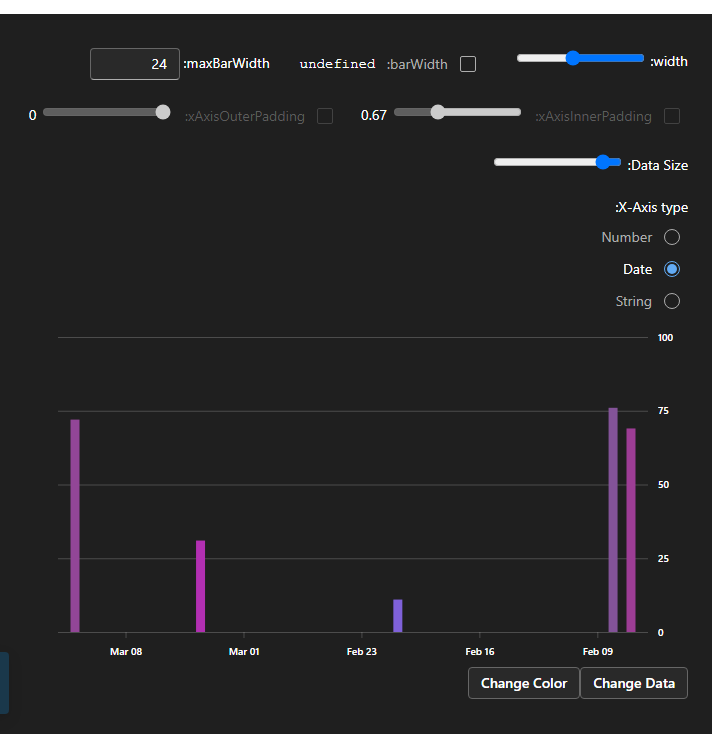 :width
:barWidth undefined
:maxBarWidth 24
:xAxisInnerPadding 0.67
:xAxisOuterPadding 0
:Data Size
:X-Axis type
Number
Date
String
100
75
50
25
0
Mar 08 Mar 01 Feb 23 Feb 16 Feb 09
Change Color Change Data